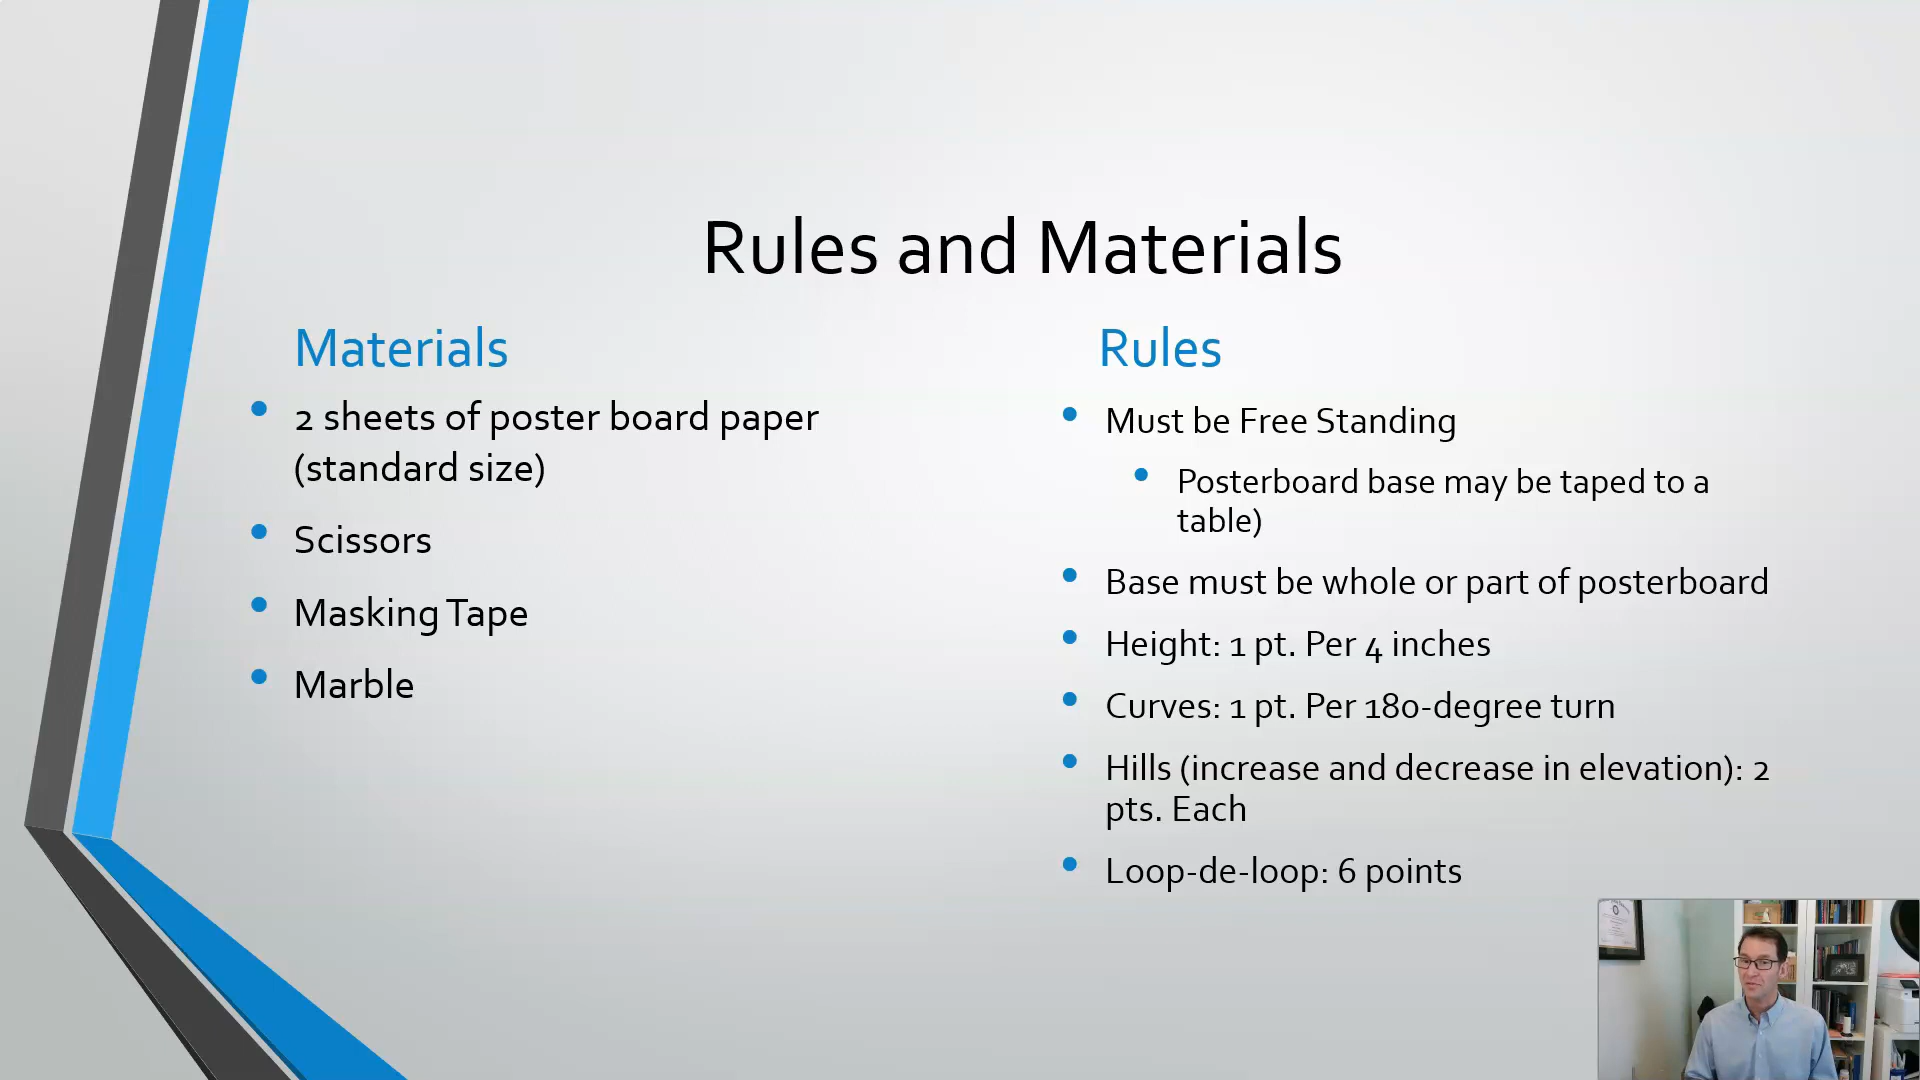 Rules and Materials
Materials
2 sheets of poster board paper
(standard size)
Scissors
Masking Tape
Marble
Rules
Must be Free Standing
Posterboard base may be taped to a
table)
Base must be whole or part of posterboard
Height: 1 pt. Per 4 inches
Curves: 1 pt. Per 180-degree turn
Hills (increase and decrease in elevation): 2
pts. Each
Loop-de-loop: 6 points